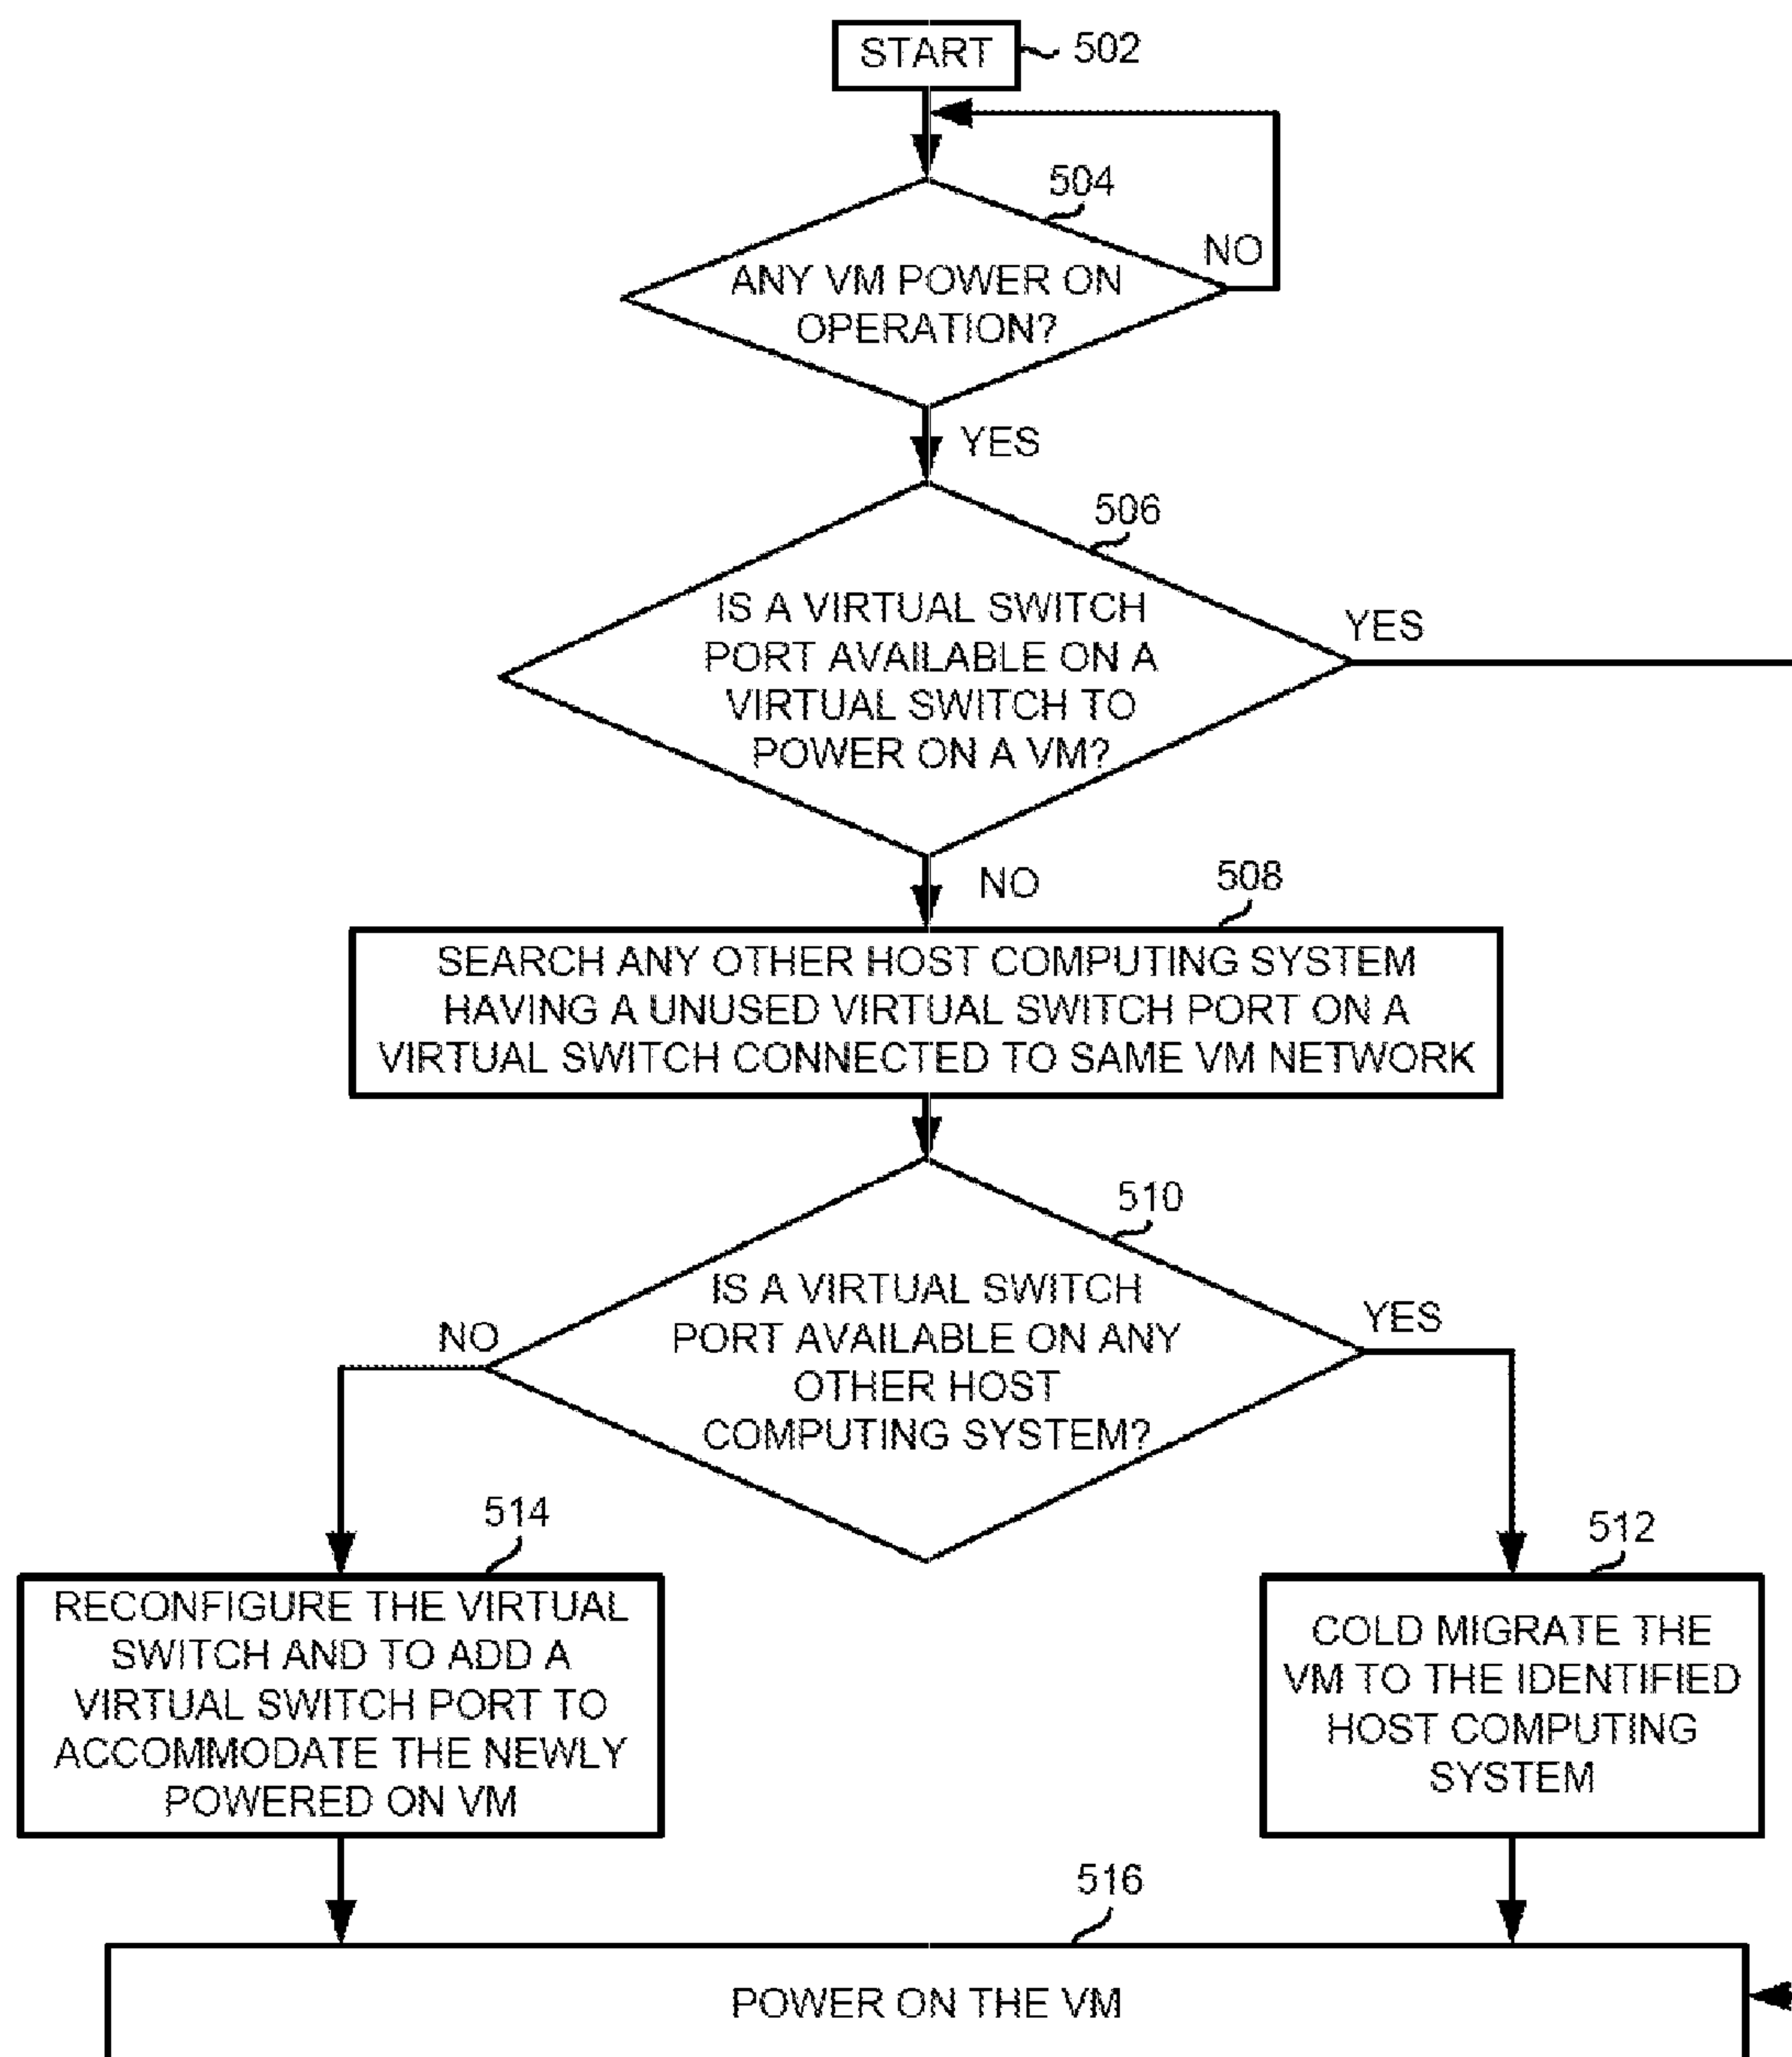 START
502
504
NO
ANY VM POWER ON
OPERATION?
YES
506
IS A VIRTUAL SWITCH
PORT AVAILABLE ON A
VIRTUAL SWITCH TO
POWER ON A VM?
YES
NO
508
SEARCH ANY OTHER HOST COMPUTING SYSTEM
HAVING A UNUSED VIRTUAL SWITCH PORT ON A
VIRTUAL SWITCH CONNECTED TO SAME VM NETWORK
510
IS A VIRTUAL SWITCH
PORT AVAILABLE ON ANY
OTHER HOST
COMPUTING SYSTEM?
NO
YES
514
RECONFIGURE THE VIRTUAL
SWITCH AND TO ADD A
VIRTUAL SWITCH PORT TO
ACCOMMODATE THE NEWLY
POWERED ON VM
512
COLD MIGRATE THE
VM TO THE IDENTIFIED
HOST COMPUTING
SYSTEM
516
POWER ON THE VM